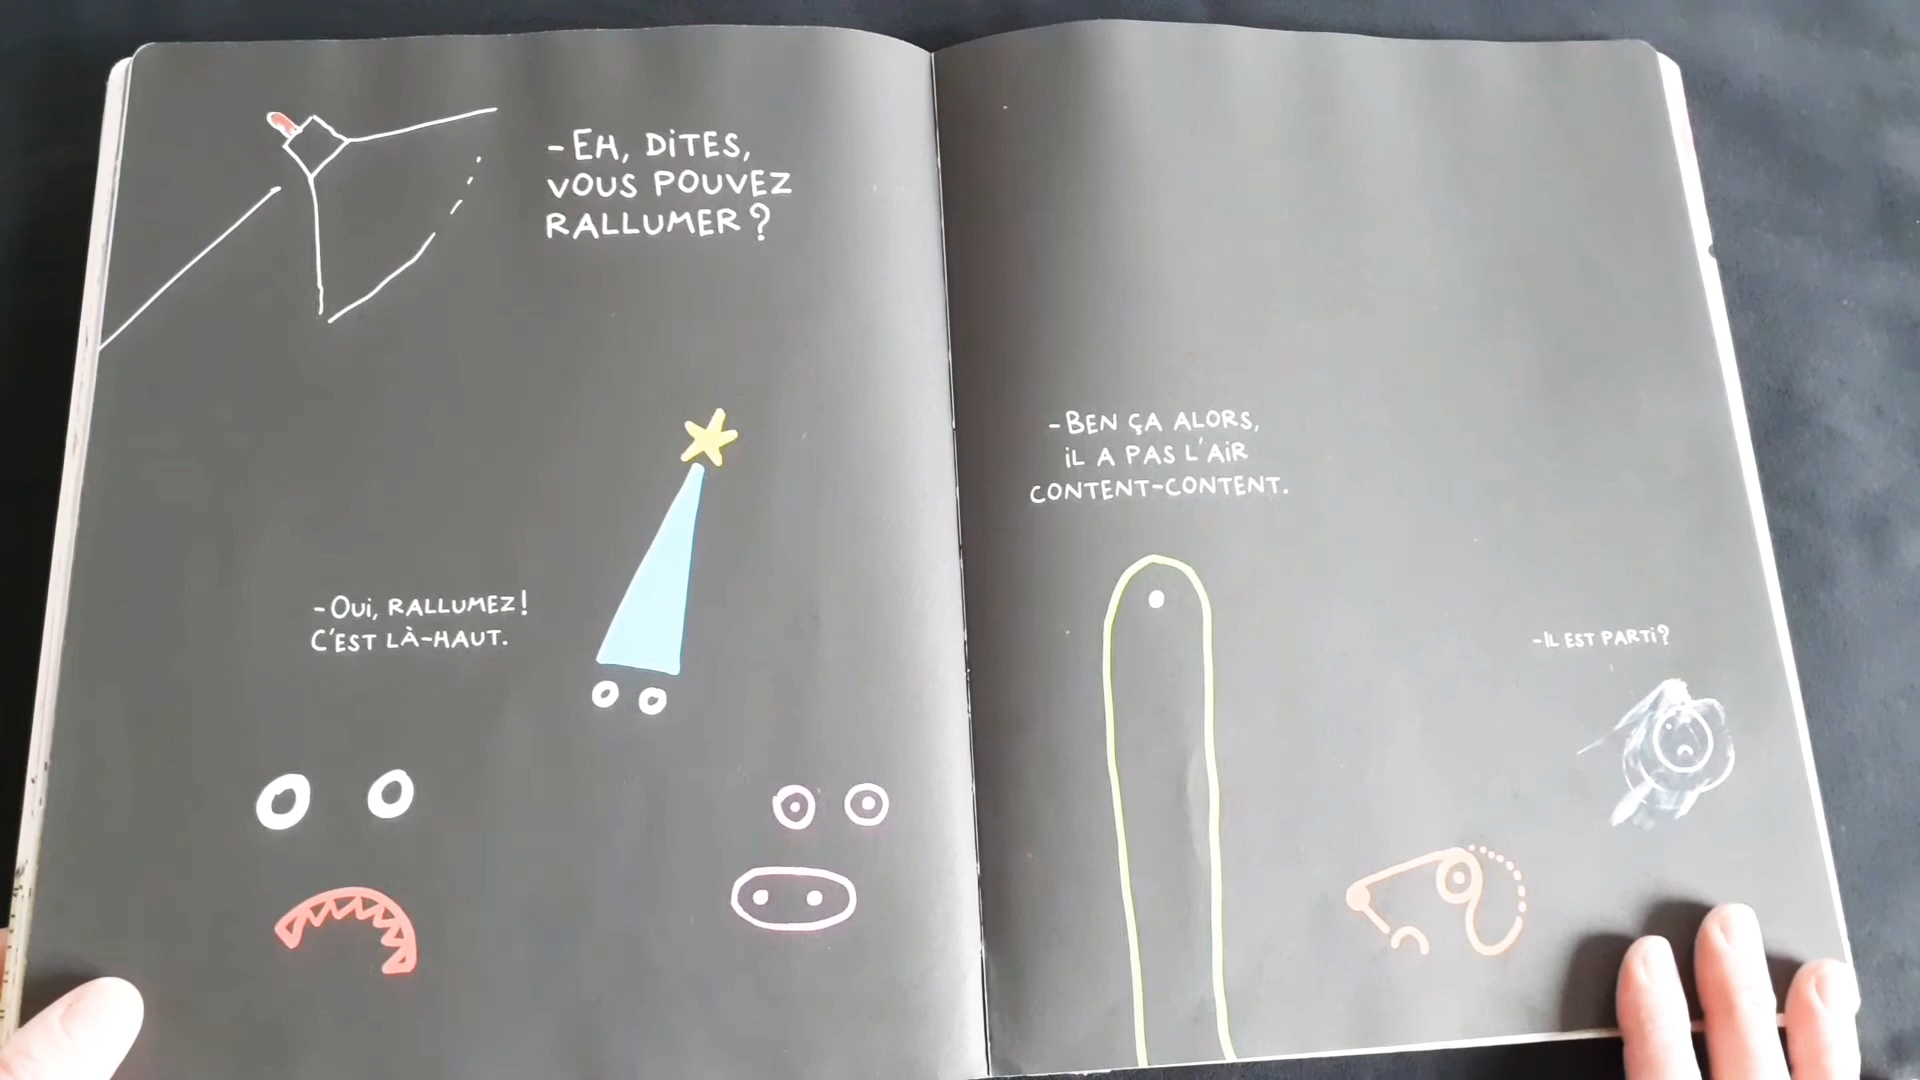 -EH, DiTES,
VOUS POUVEZ
RALLUMER ?
-OUi, RALLUMEZ !
C'EST LÀ-HAUT.
-BEN ÇA ALORS,
iL A PAS L'AiR
CONTENT-CONTENT.
-IL EST PARTi ?